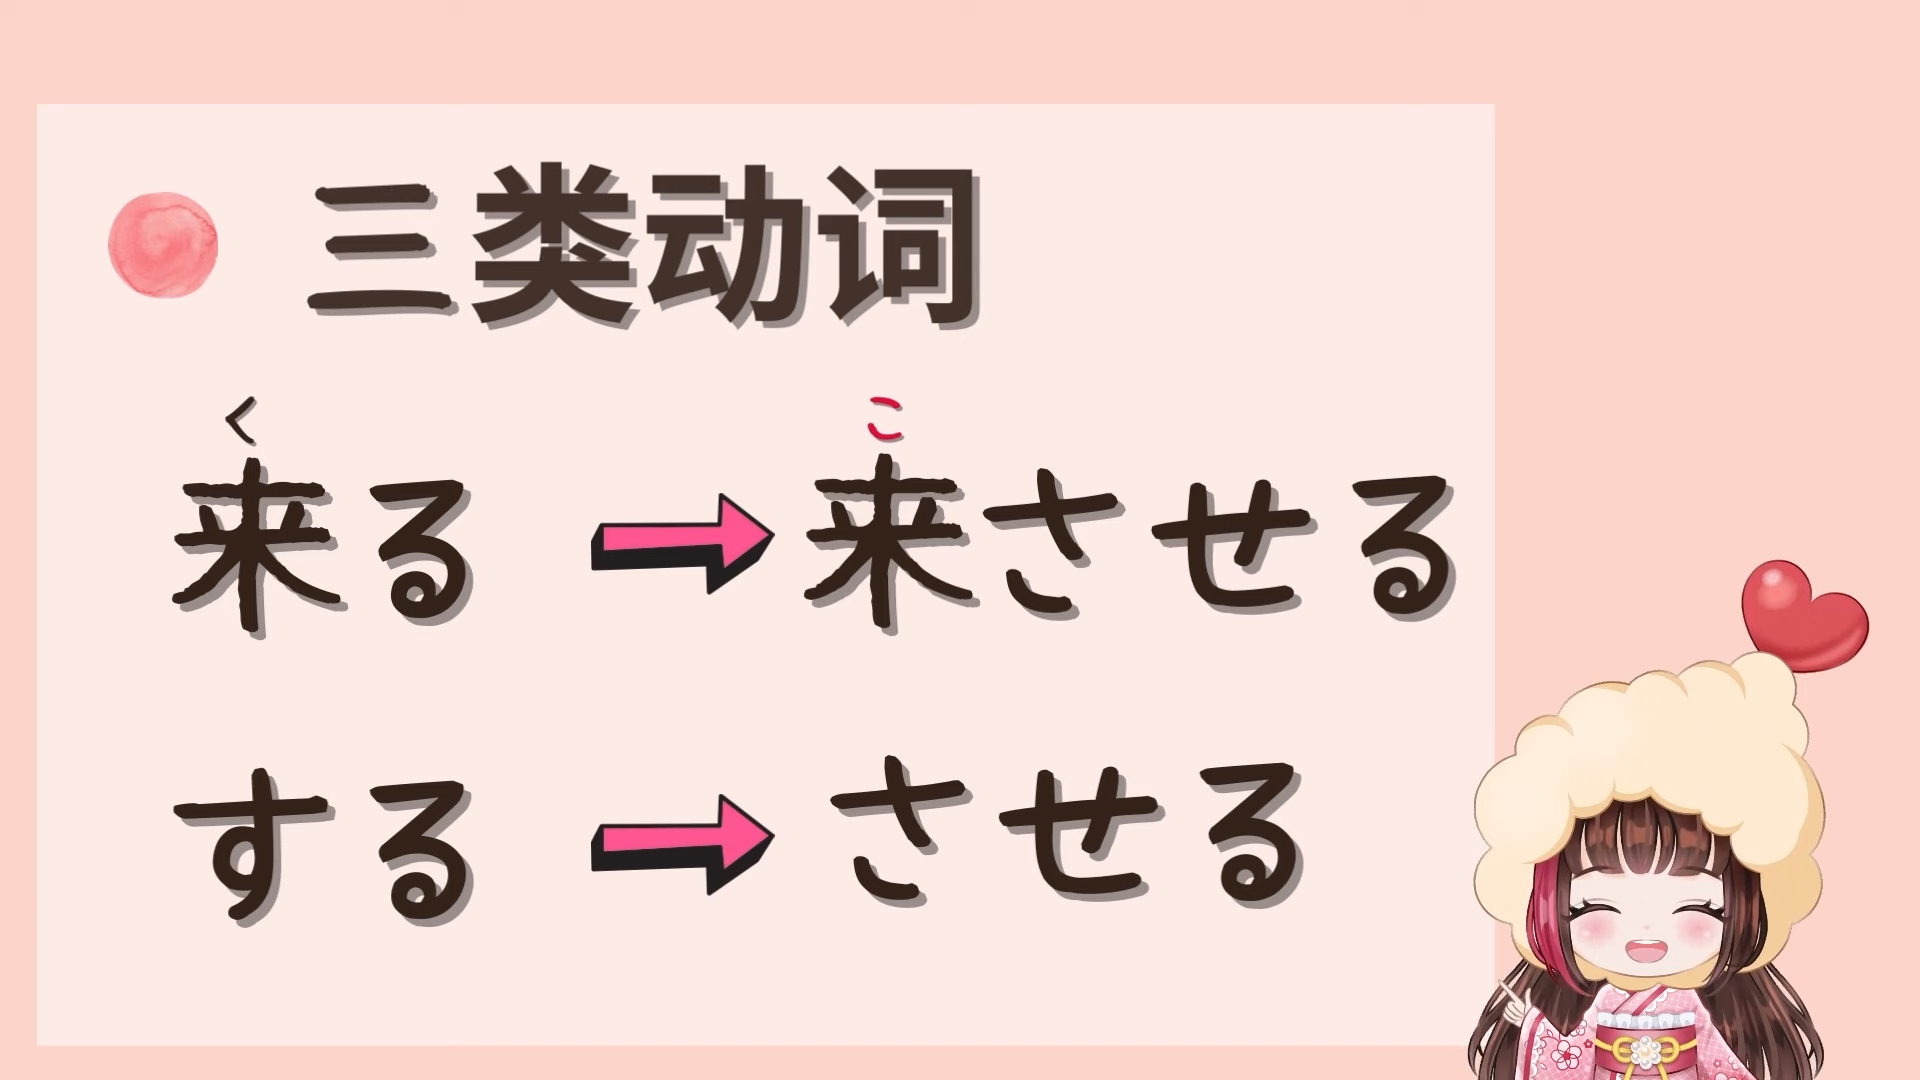 三类动词
く こ
来る 来させる
する させる